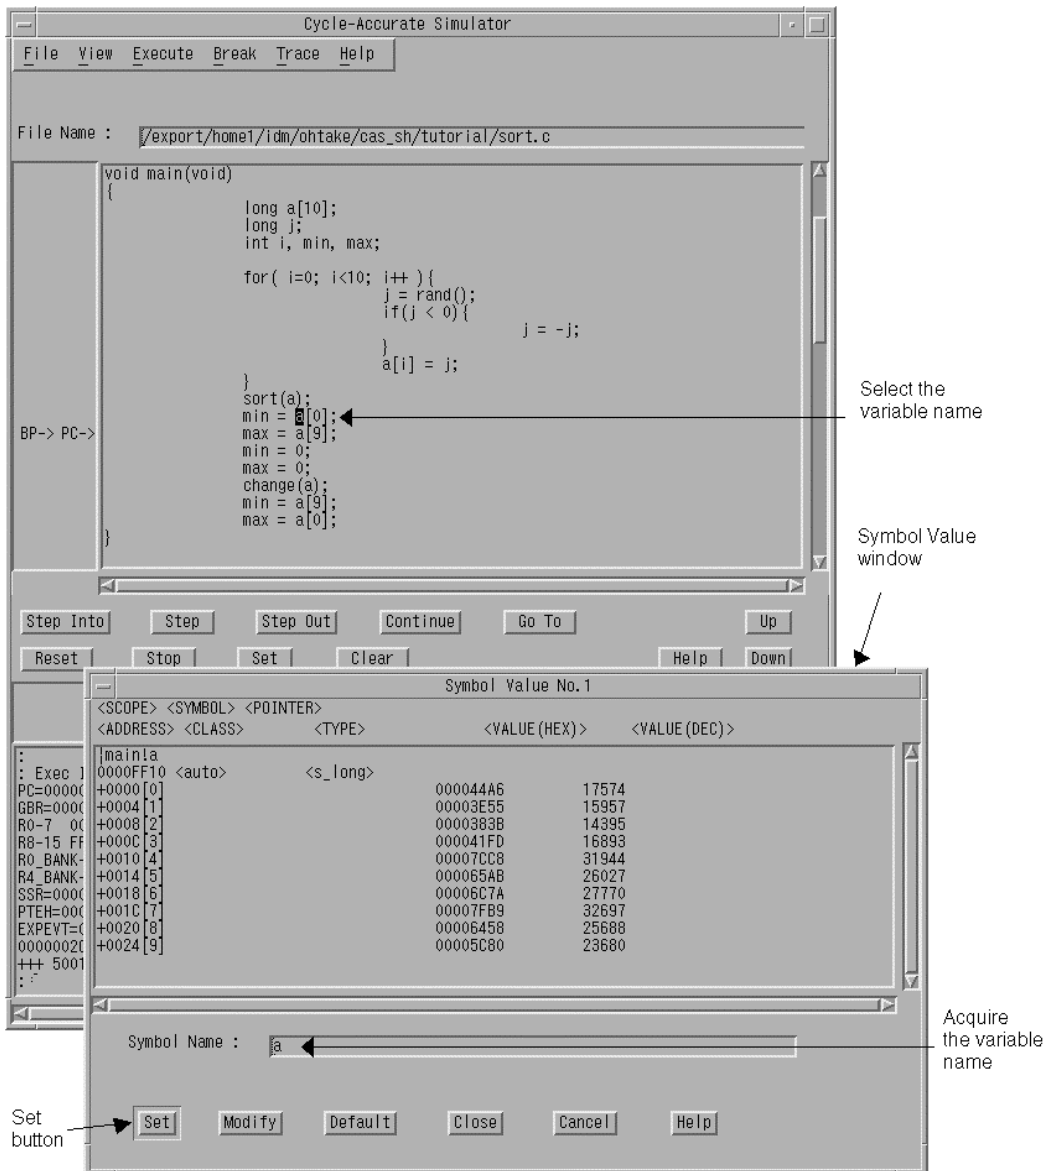 Cycle-Accurate Simulator
File View Execute Break Trace Help
File Name : /export/home1/idm/ohtake/cas_sh/tutorial/sort.c
void main(void)
{
long a[10];
long j;
int i, min, max;
for( i=0; i<10; i++ ){
j = rand();
if(j < 0){
j = -j;
}
a[i] = j;
}
sort(a);
min = a[0];
BP-> PC-> max = a[9];
min = 0;
max = 0;
change(a);
min = a[9];
max = a[0];
}
Select the
variable name
Symbol Value
window
Step Into Step Step Out Continue Go To Up
Reset Stop Set Clear Help Down
Symbol Value No.1
<SCOPE> <SYMBOL> <POINTER>
<ADDRESS> <CLASS> <TYPE> <VALUE(HEX)> <VALUE(DEC)>
|main!a
0000FF10 <auto> <s_long>
+0000[0] 000044A6 17574
+0004[1] 00003E55 15957
+0008[2] 0000383B 14395
+000C[3] 000041FD 16893
+0010[4] 00007CC8 31944
+0014[5] 000065AB 26027
+0018[6] 00006C7A 27770
+001C[7] 00007FB9 32697
+0020[8] 00006458 25688
+0024[9] 00005C80 23680
:
: Exec
PC=00000
GBR=0000
R0-7
R8-15 FF
R0_BANK-
R4_BANK-
SSR=0000
PTEH=000
EXPEVT=
0000002
+++ 5001
:
Symbol Name : a
Acquire
the variable
name
Set
button
Set Modify Default Close Cancel Help